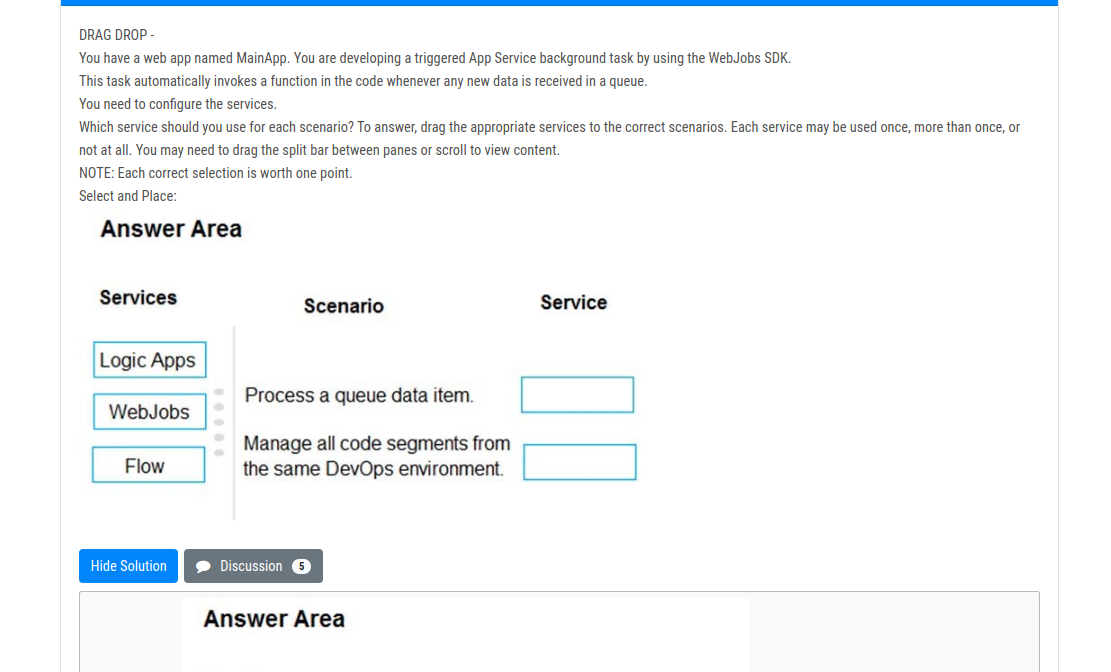 DRAG DROP -
You have a web app named MainApp. You are developing a triggered App Service background task by using the WebJobs SDK.
This task automatically invokes a function in the code whenever any new data is received in a queue.
You need to configure the services.
Which service should you use for each scenario? To answer, drag the appropriate services to the correct scenarios. Each service may be used once, more than once, or
not at all. You may need to drag the split bar between panes or scroll to view content.
NOTE: Each correct selection is worth one point.
Select and Place:
Answer Area
Services
Scenario
Service
Logic Apps
WebJobs
Flow
Process a queue data item.
Manage all code segments from
the same DevOps environment.
Hide Solution
Discussion 5
Answer Area